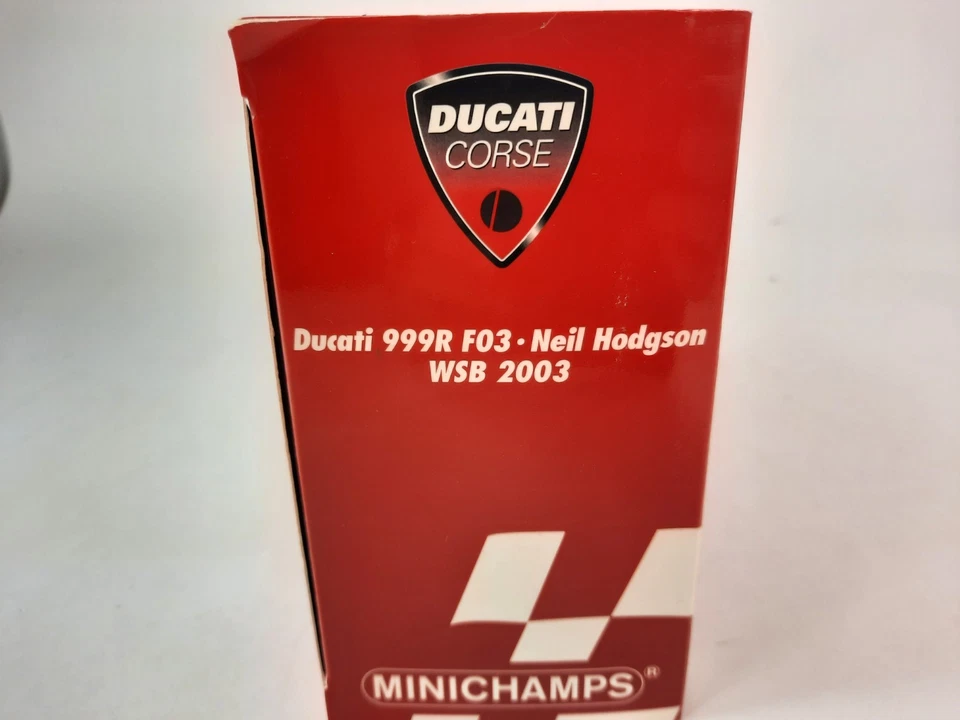 DUCATI
CORSE
Ducati 999R F03 · Neil Hodgson
WSB 2003
MINICHAMPS®